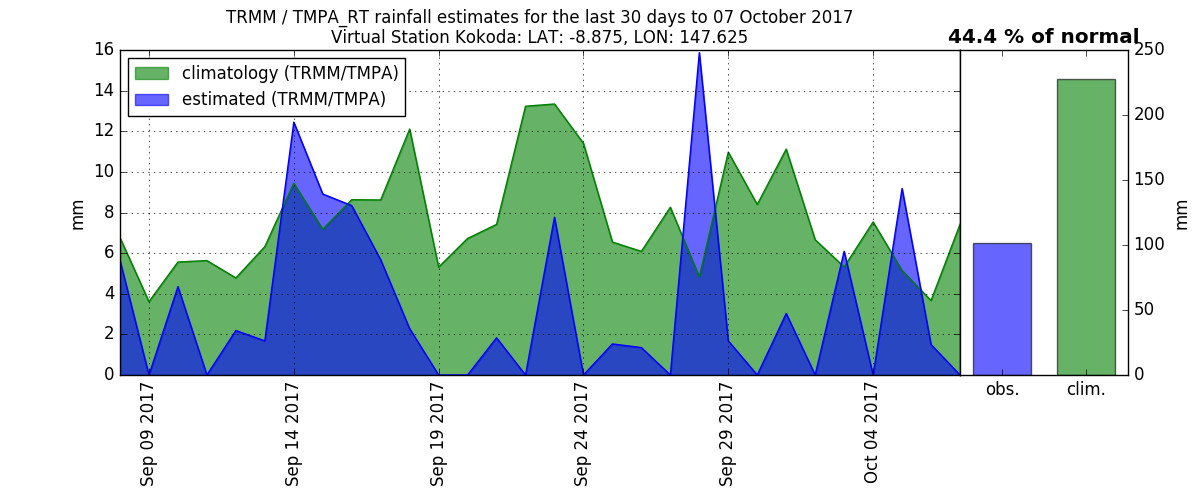 TRMM / TMPA_RT rainfall estimates for the last 30 days to 07 October 2017
Virtual Station Kokoda: LAT: -8.875, LON: 147.625
44.4 % of normal
climatology (TRMM/TMPA)
estimated (TRMM/TMPA)
mm
16
14
12
10
8
6
4
2
0
Sep 09 2017
Sep 14 2017
Sep 19 2017
Sep 24 2017
Sep 29 2017
Oct 04 2017
250
200
150
100
50
0
mm
obs.
clim.